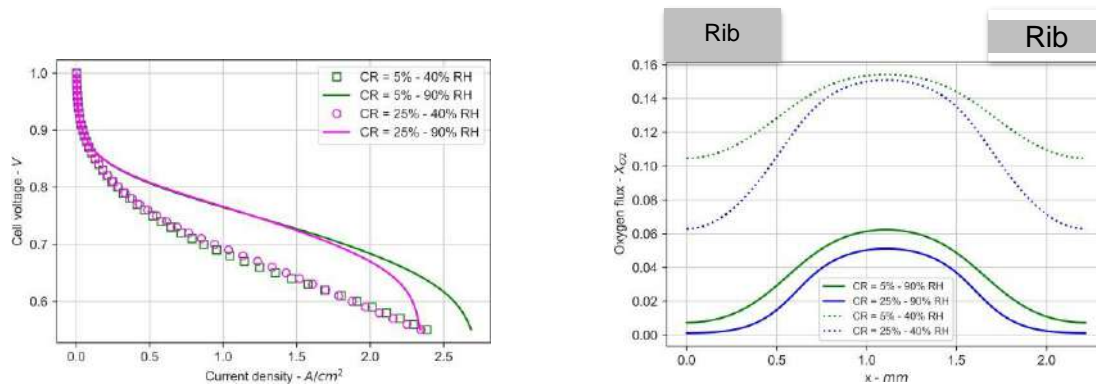 Rib
Rib
1.0
0.9
0.8
0.7
0.6
Cell voltage - V
CR = 5% - 40% RH
CR = 5% - 90% RH
CR = 25% - 40% RH
CR = 25% - 90% RH
0.0 0.5 1.0 1.5 2.0 2.5
Current density - A/cm²
0.16
0.14
0.12
0.10
0.08
0.06
0.04
0.02
0.00
Oxygen flux - X_{O2}
CR = 5% - 90% RH
CR = 25% - 90% RH
CR = 5% - 40% RH
CR = 25% - 40% RH
0.0 0.5 1.0 1.5 2.0
x - mm